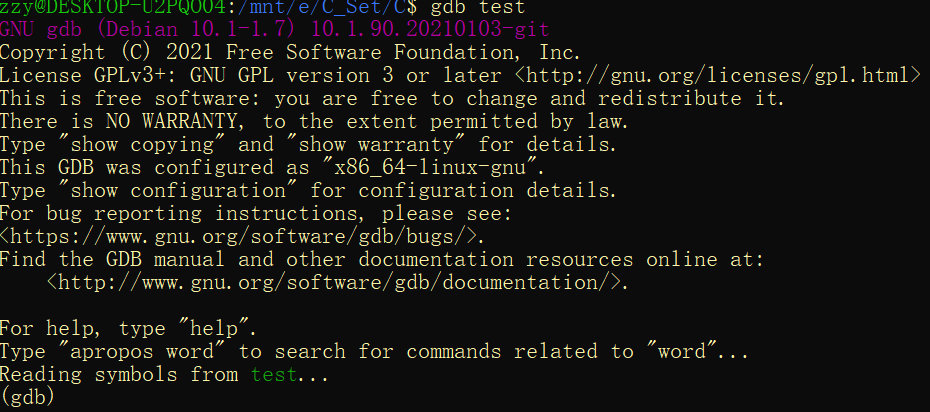 zzy@DESKTOP-U2PQO04:/mnt/e/C_Set/C$ gdb test
GNU gdb (Debian 10.1-1.7) 10.1.90.20210103-git
Copyright (C) 2021 Free Software Foundation, Inc.
License GPLv3+: GNU GPL version 3 or later <http://gnu.org/licenses/gpl.html>
This is free software: you are free to change and redistribute it.
There is NO WARRANTY, to the extent permitted by law.
Type "show copying" and "show warranty" for details.
This GDB was configured as "x86_64-linux-gnu".
Type "show configuration" for configuration details.
For bug reporting instructions, please see:
<https://www.gnu.org/software/gdb/bugs/>.
Find the GDB manual and other documentation resources online at:
    <http://www.gnu.org/software/gdb/documentation/>.

For help, type "help".
Type "apropos word" to search for commands related to "word"...
Reading symbols from test...
(gdb)